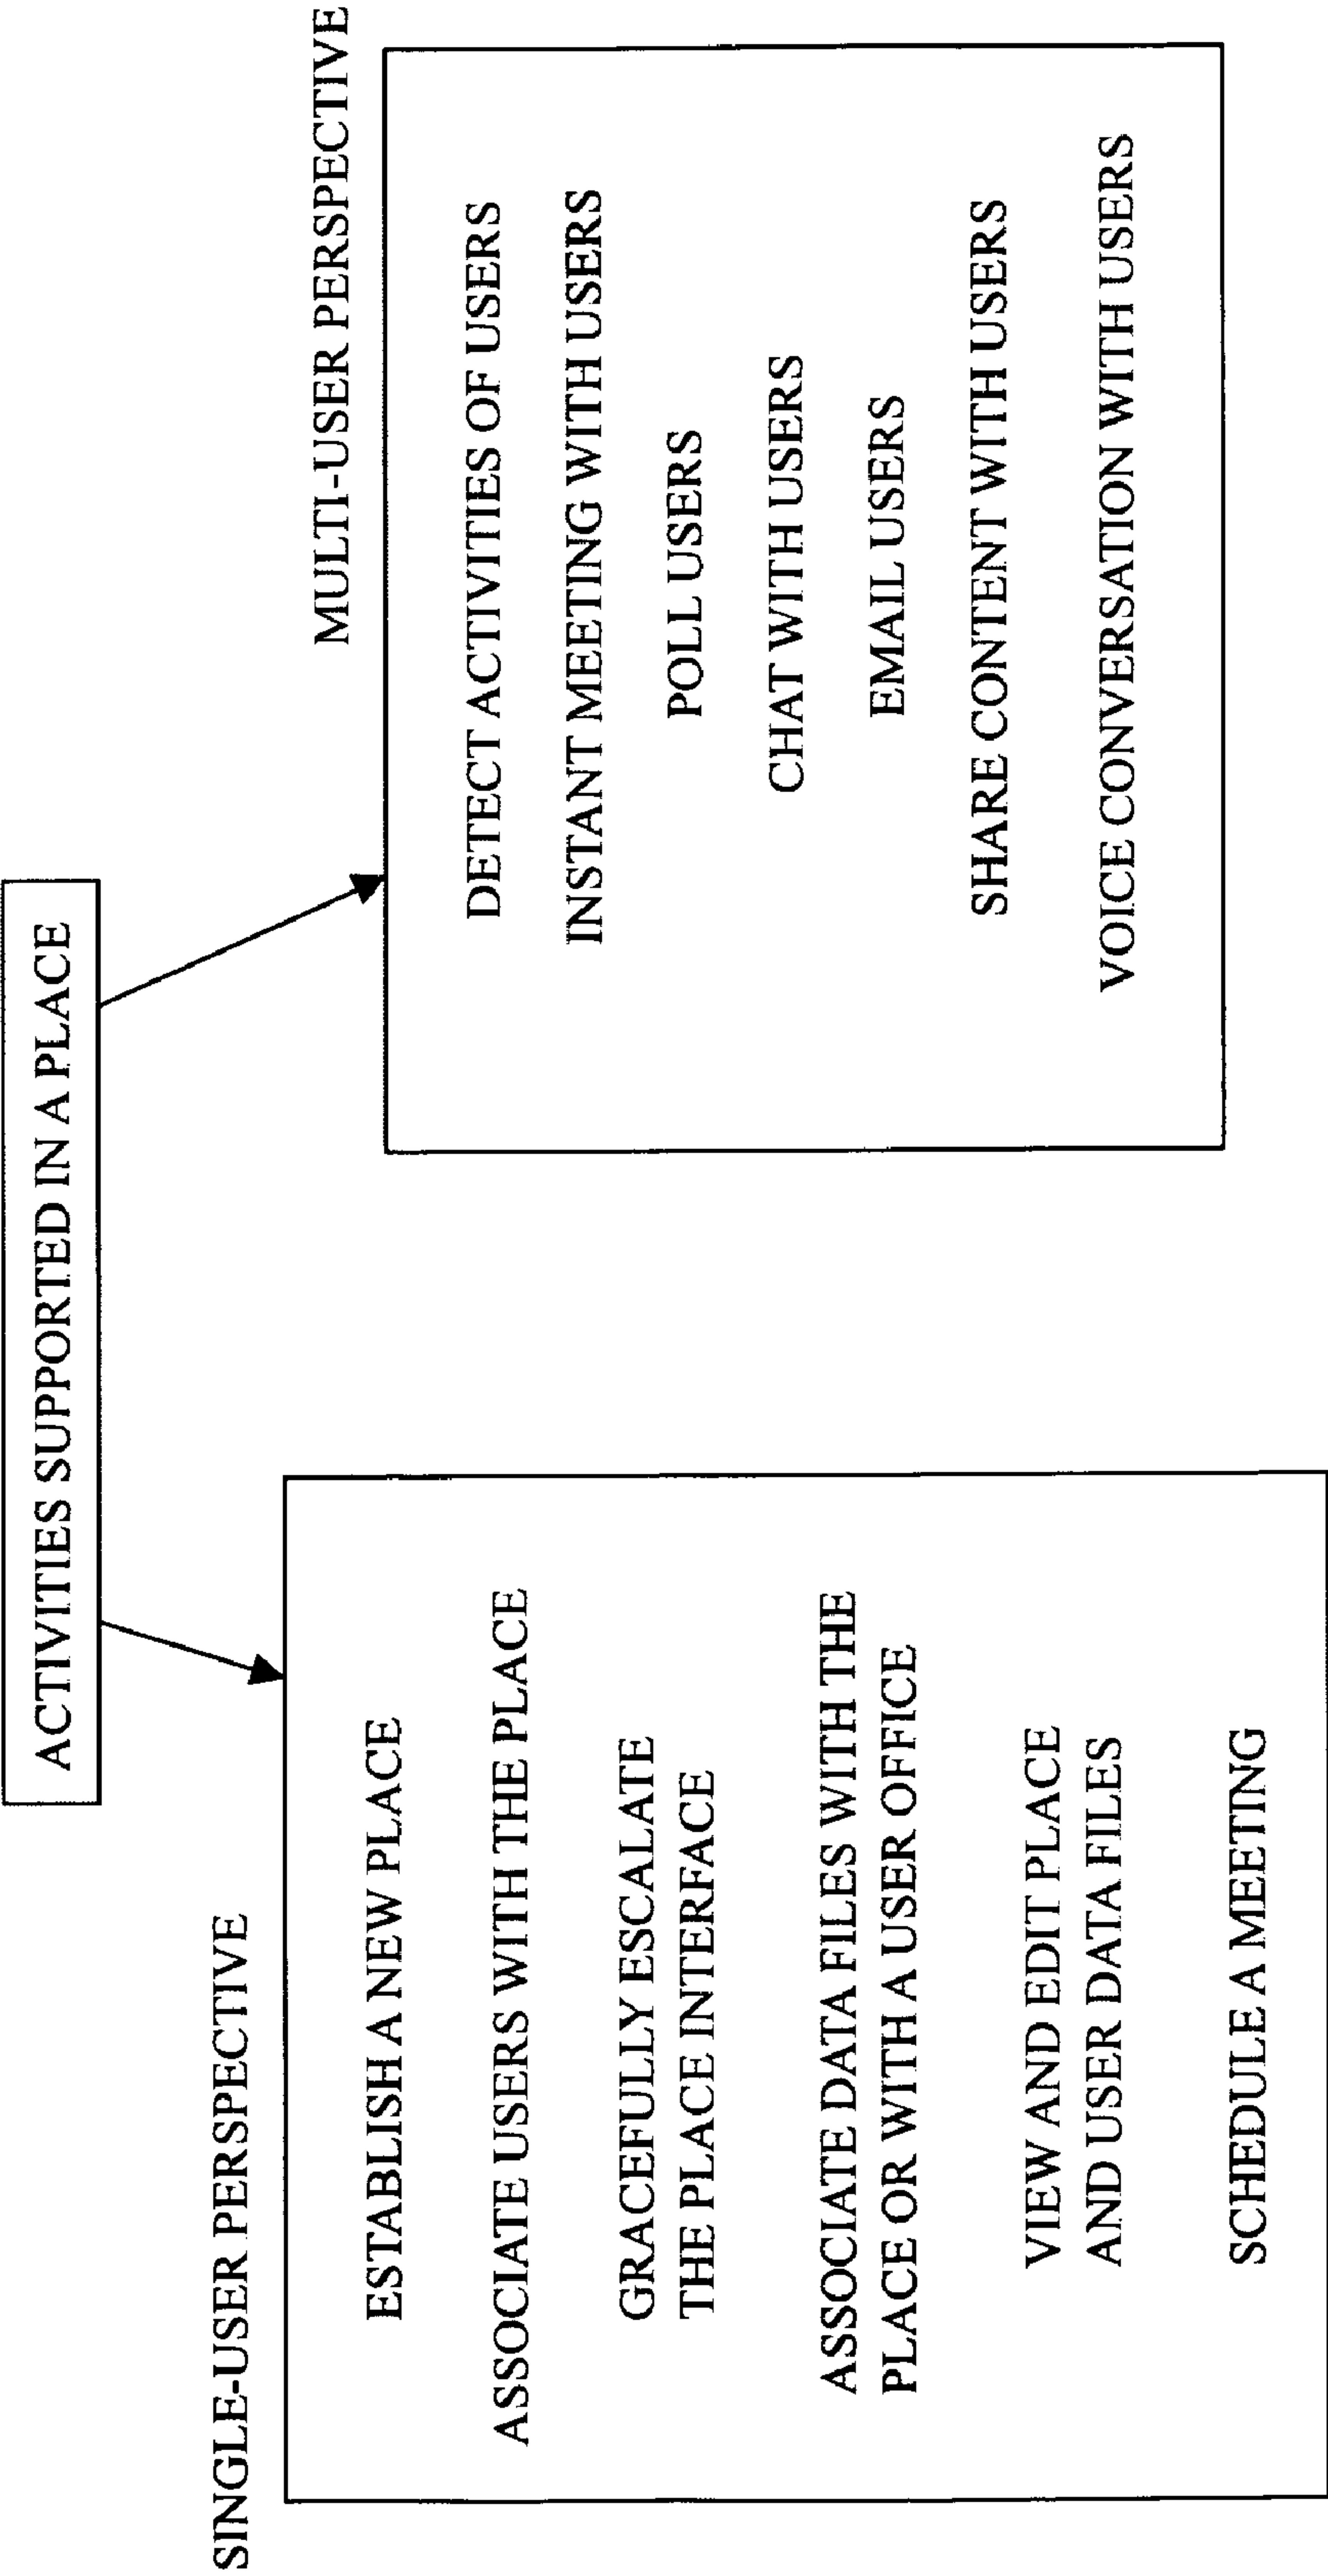 ACTIVITIES SUPPORTED IN A PLACE
SINGLE-USER PERSPECTIVE
ESTABLISH A NEW PLACE
ASSOCIATE USERS WITH THE PLACE
GRACEFULLY ESCALATE
THE PLACE INTERFACE
ASSOCIATE DATA FILES WITH THE
PLACE OR WITH A USER OFFICE
VIEW AND EDIT PLACE
AND USER DATA FILES
SCHEDULE A MEETING
MULTI-USER PERSPECTIVE
DETECT ACTIVITIES OF USERS
INSTANT MEETING WITH USERS
POLL USERS
CHAT WITH USERS
EMAIL USERS
SHARE CONTENT WITH USERS
VOICE CONVERSATION WITH USERS